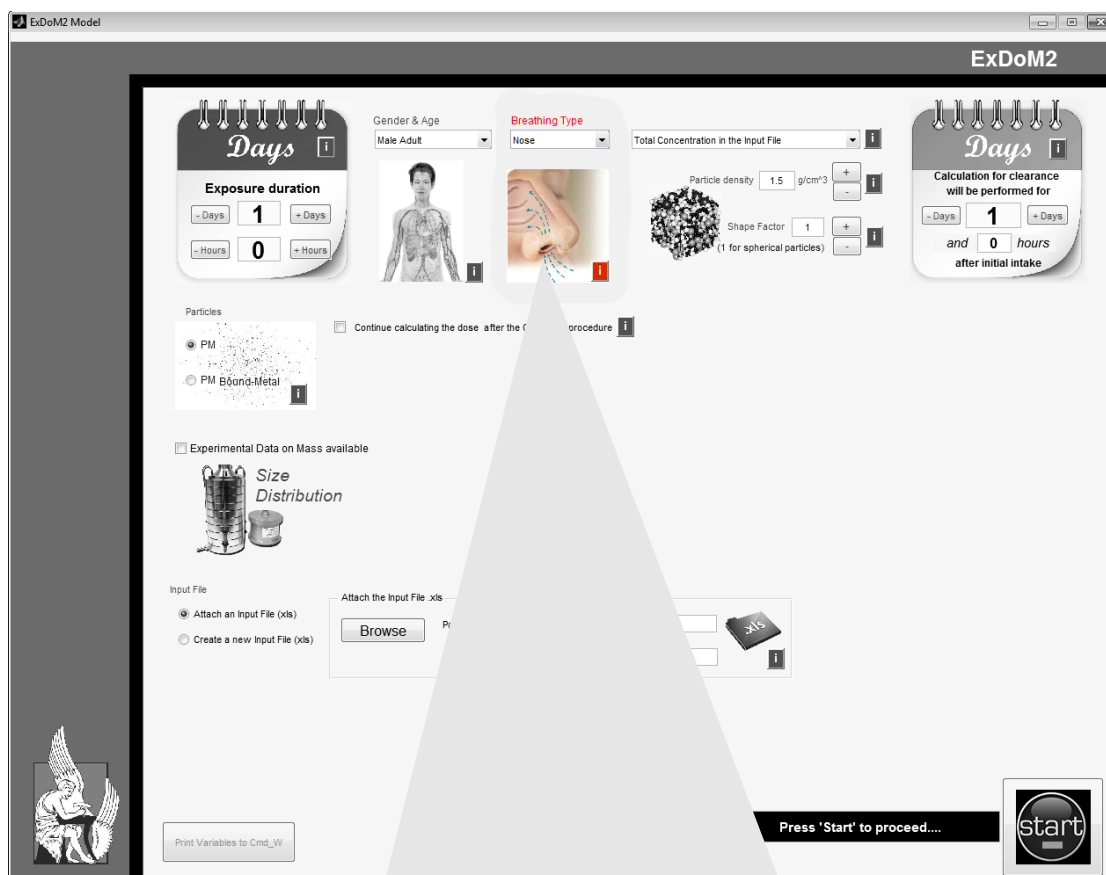 ExDoM2 Model
ExDoM2
Days
i
Exposure duration
- Days
1
+ Days
- Hours
0
+ Hours
Gender & Age
Male Adult
i
Breathing Type
Nose
i
Total Concentration in the Input File
i
Particle density
1.5
g/cm^3
+
-
i
Shape Factor
1
(1 for spherical particles)
+
-
i
Days
i
Calculation for clearance
will be performed for
- Days
1
+ Days
and 0 hours
after initial intake
Particles
PM
PM Bound-Metal
i
Continue calculating the dose after the procedure
i
Experimental Data on Mass available
Size
Distribution
Input File
Attach an Input File (xls)
Create a new Input File (xls)
Attach the Input File .xls
Browse
.xls
i
Print Variables to Cmd_W
Press 'Start' to proceed....
start